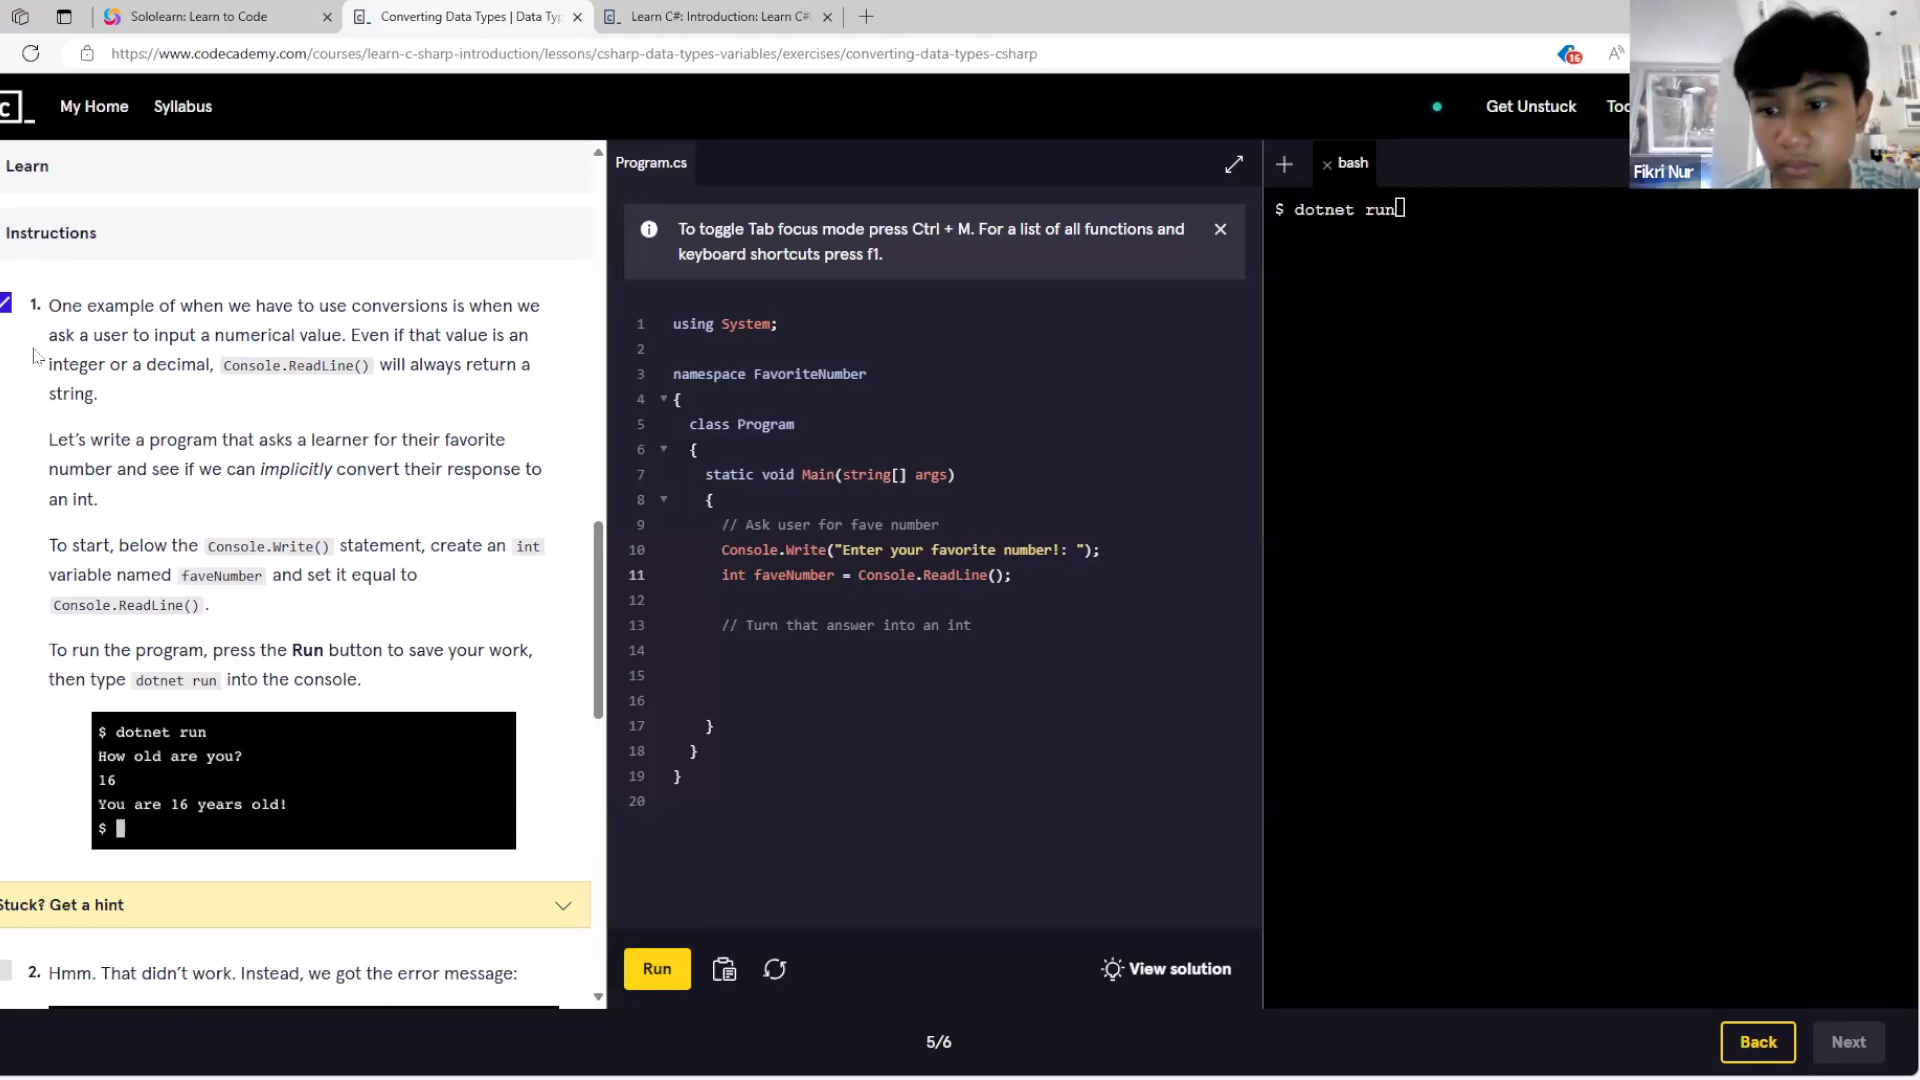 Sololearn: Learn to Code
Converting Data Types | Data Typ
Learn C#: Introduction: Learn C#
https://www.codecademy.com/courses/learn-c-sharp-introduction/lessons/csharp-data-types-variables/exercises/converting-data-types-csharp
16
A
c_
My Home
Syllabus
Get Unstuck
Too
Fikri Nur
Learn
Instructions
1. One example of when we have to use conversions is when we
ask a user to input a numerical value. Even if that value is an
integer or a decimal, Console.ReadLine() will always return a
string.
Let's write a program that asks a learner for their favorite
number and see if we can implicitly convert their response to
an int.
To start, below the Console.Write() statement, create an int
variable named faveNumber and set it equal to
Console.ReadLine().
To run the program, press the Run button to save your work,
then type dotnet run into the console.
$ dotnet run
How old are you?
16
You are 16 years old!
$
Stuck? Get a hint
2. Hmm. That didn't work. Instead, we got the error message:
Program.cs
To toggle Tab focus mode press Ctrl + M. For a list of all functions and
keyboard shortcuts press f1.
1 using System;
2
3 namespace FavoriteNumber
4 {
5 class Program
6 {
7 static void Main(string[] args)
8 {
9 // Ask user for fave number
10 Console.Write("Enter your favorite number!: ");
11 int faveNumber = Console.ReadLine();
12
13 // Turn that answer into an int
14
15
16
17 }
18 }
19 }
20
Run
View solution
bash
$ dotnet run
5/6
Back
Next